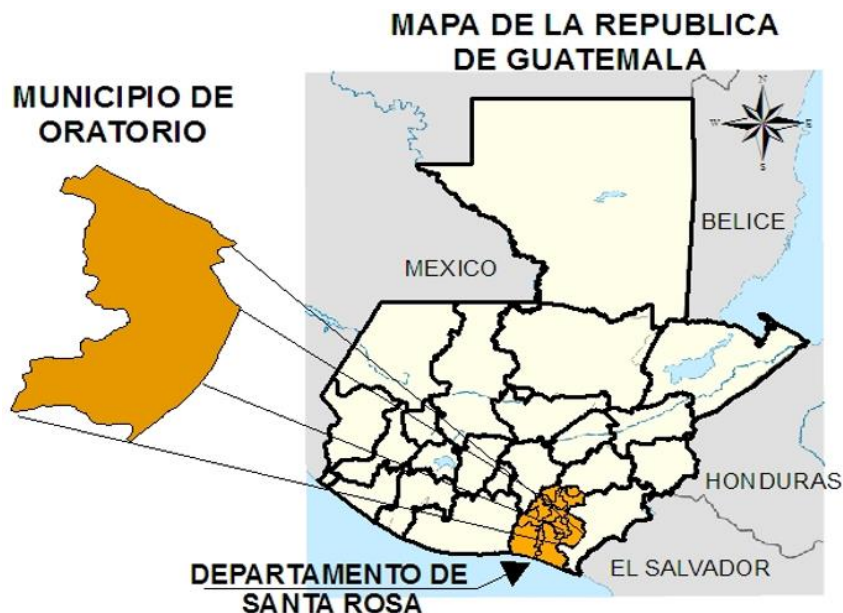 MAPA DE LA REPUBLICA
DE GUATEMALA
MUNICIPIO DE
ORATORIO
N
W
E
S
BELICE
MEXICO
HONDURAS
EL SALVADOR
DEPARTAMENTO DE
SANTA ROSA